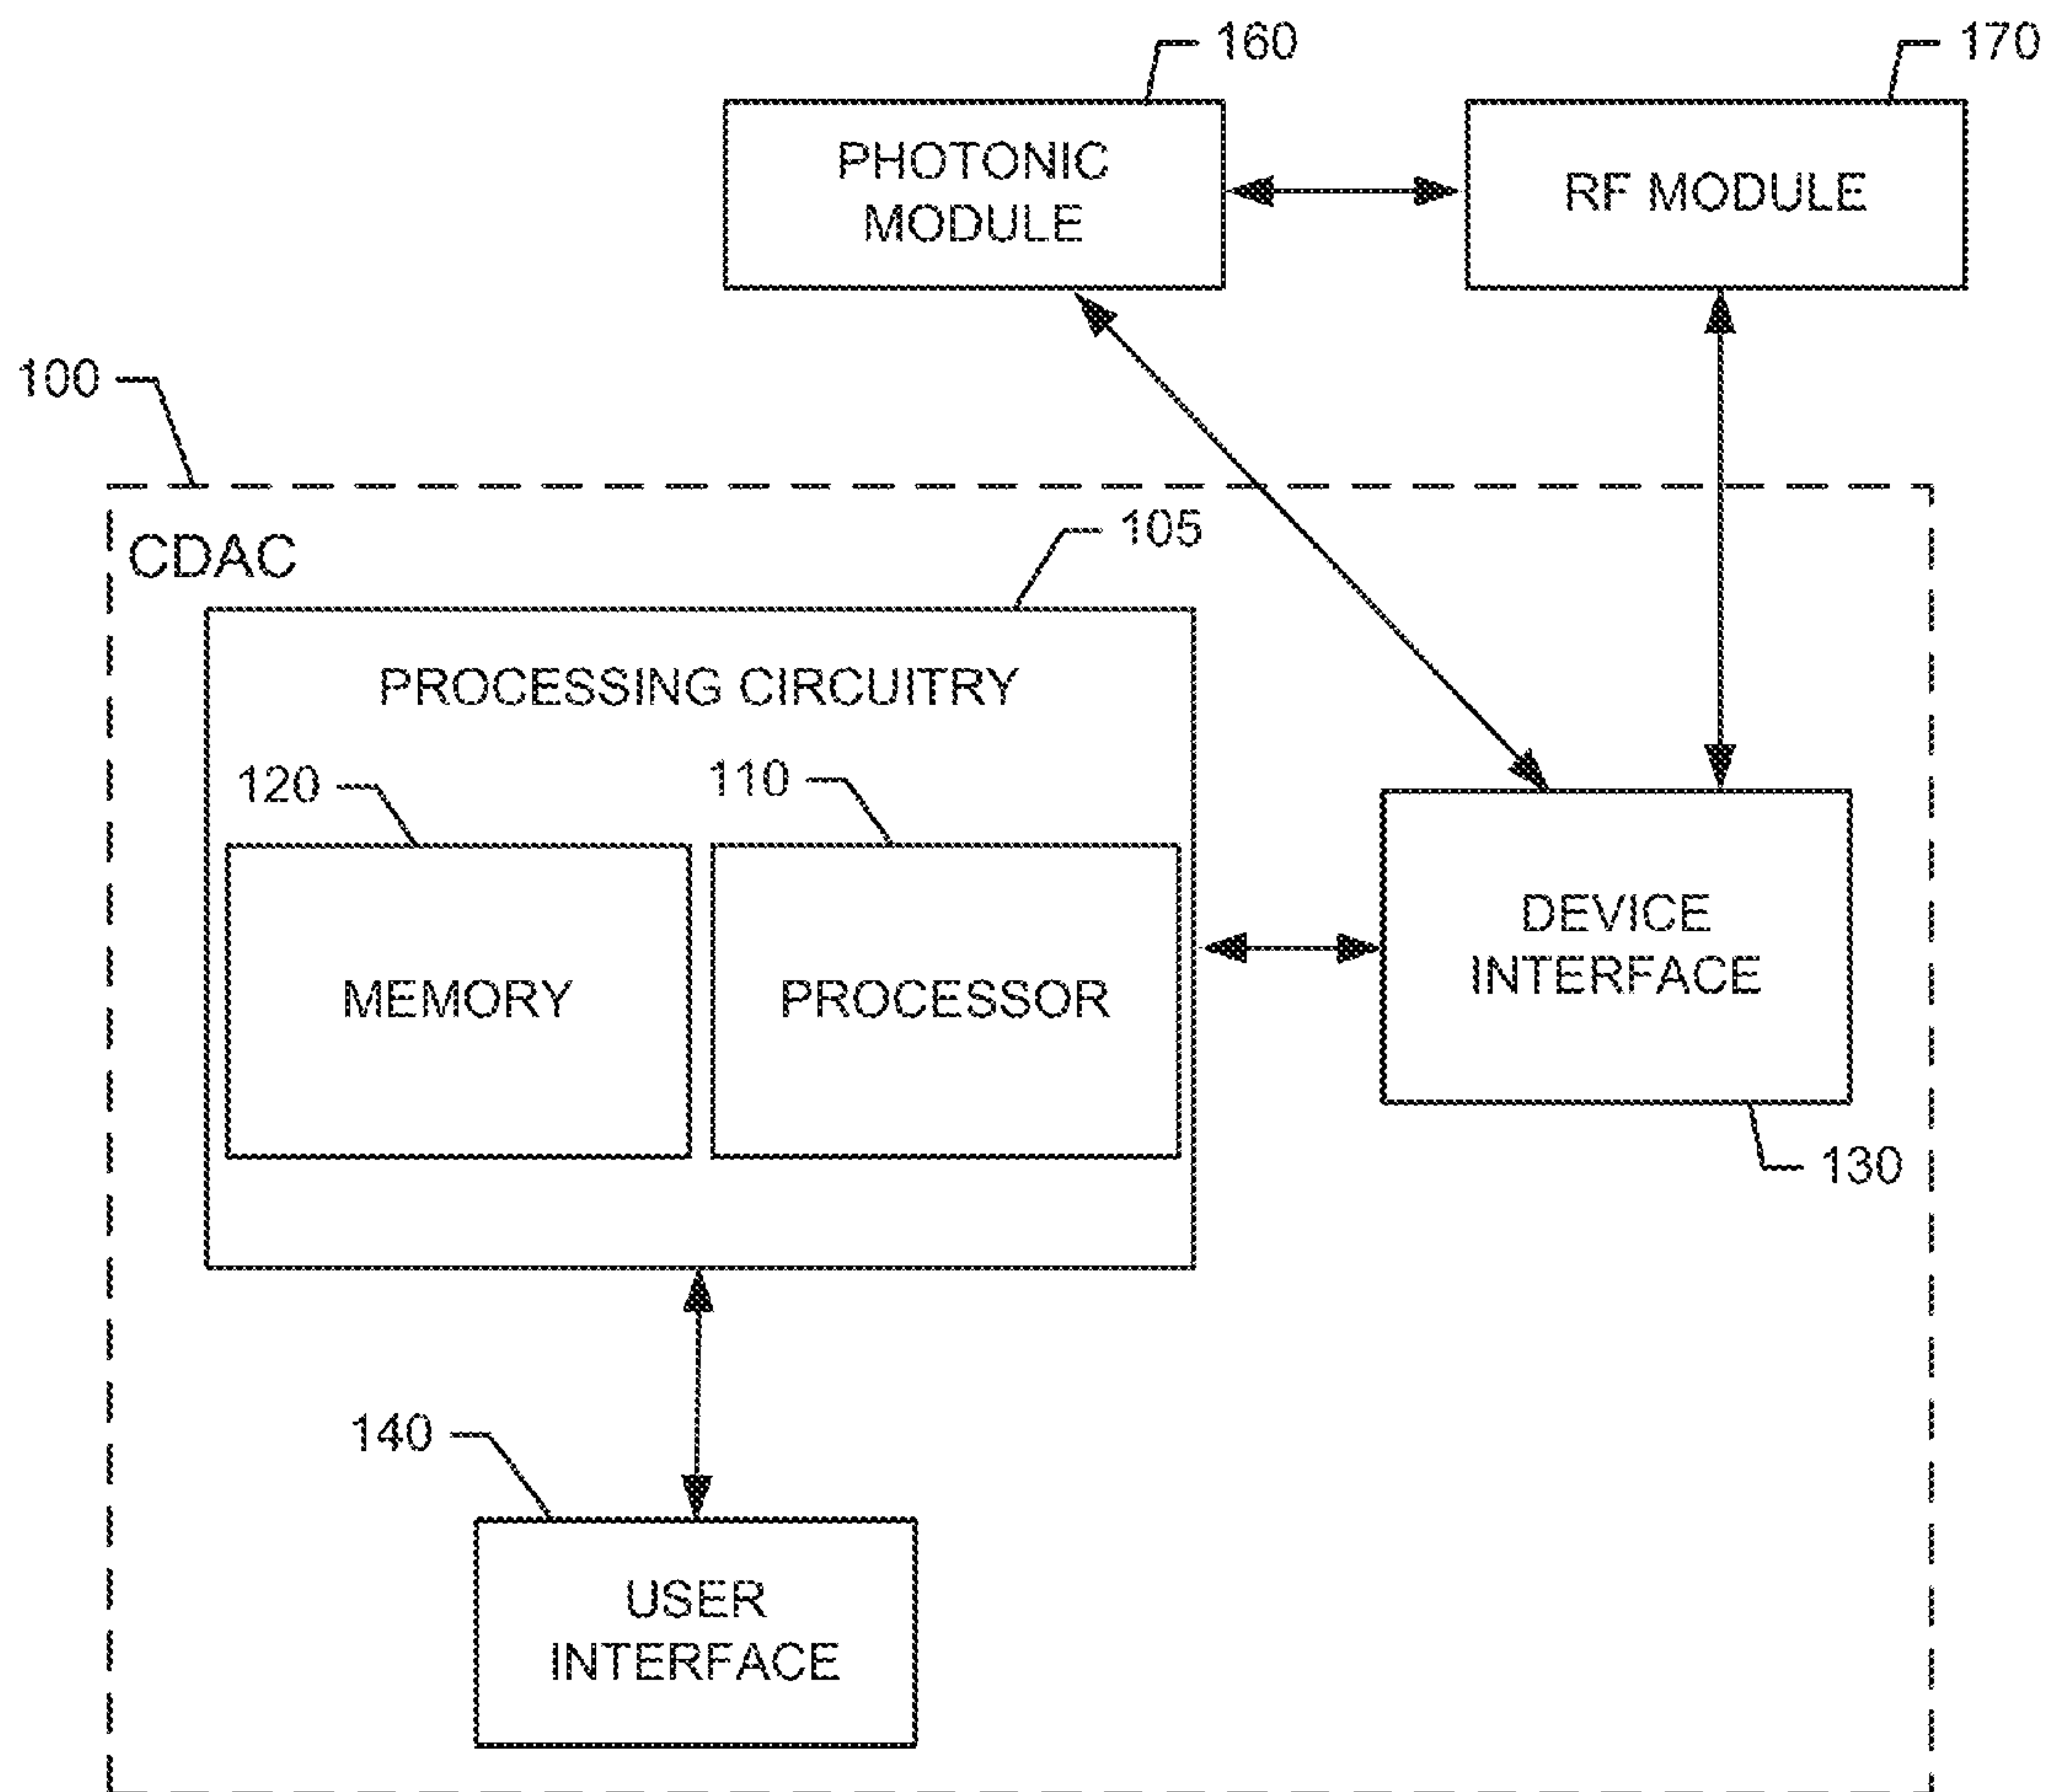 160
170
PHOTONIC
MODULE
RF MODULE
100
CDAC
105
PROCESSING CIRCUITRY
120
110
MEMORY
PROCESSOR
DEVICE
INTERFACE
130
140
USER
INTERFACE